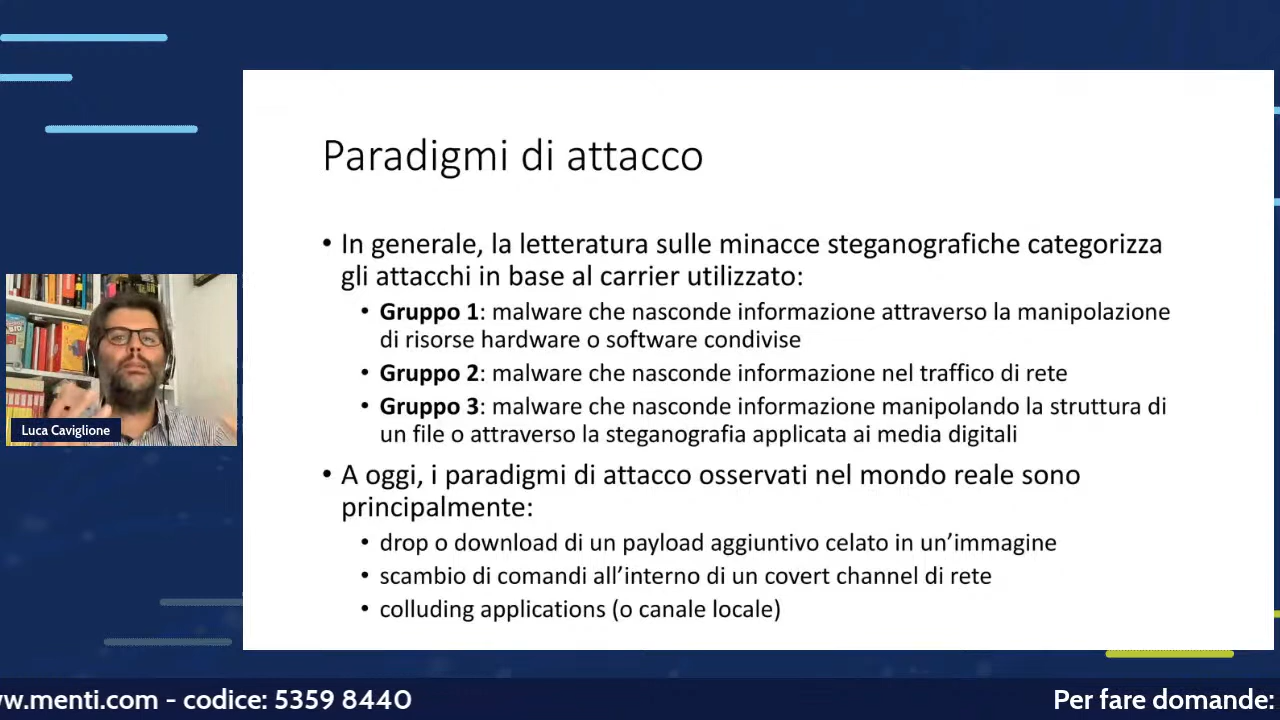 Paradigmi di attacco
• In generale, la letteratura sulle minacce steganografiche categorizza
gli attacchi in base al carrier utilizzato:
• Gruppo 1: malware che nasconde informazione attraverso la manipolazione
di risorse hardware o software condivise
• Gruppo 2: malware che nasconde informazione nel traffico di rete
• Gruppo 3: malware che nasconde informazione manipolando la struttura di
un file o attraverso la steganografia applicata ai media digitali
• A oggi, i paradigmi di attacco osservati nel mondo reale sono
principalmente:
• drop o download di un payload aggiuntivo celato in un’immagine
• scambio di comandi all’interno di un covert channel di rete
• colluding applications (o canale locale)
Luca Caviglione
w.menti.com - codice: 5359 8440
Per fare domande: